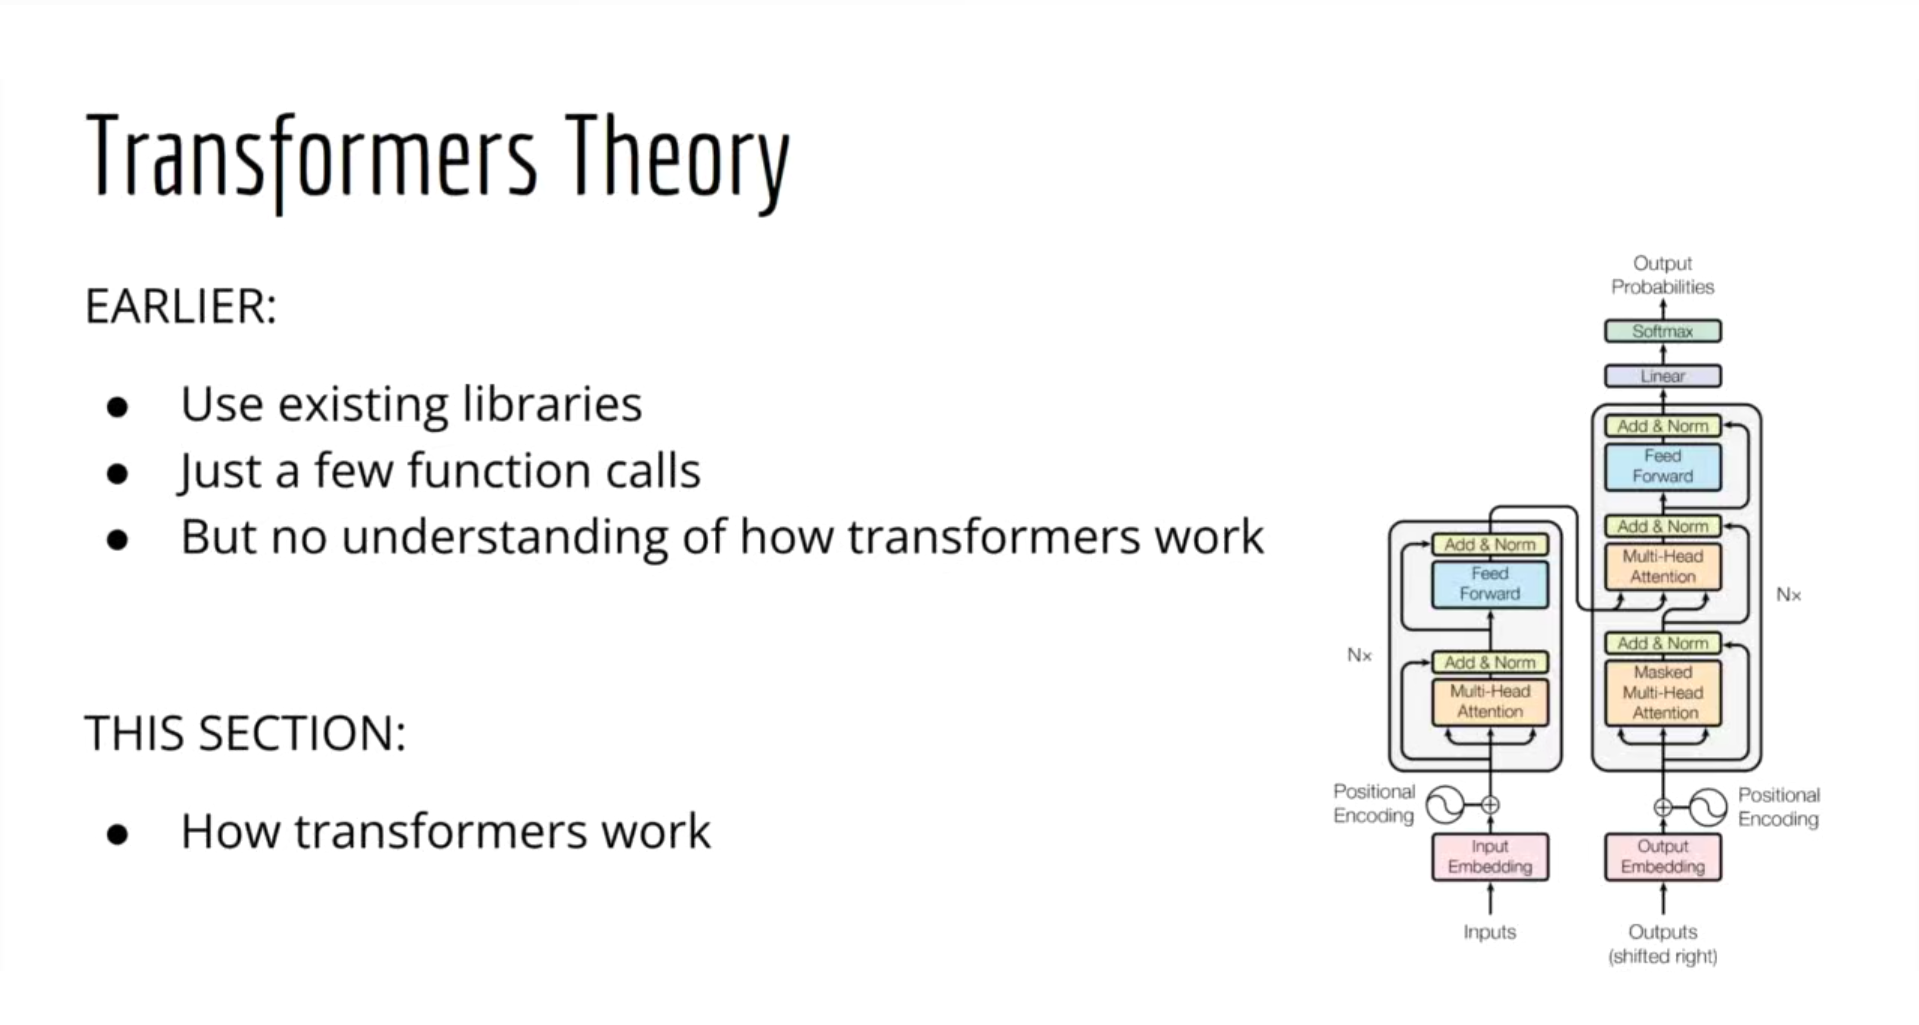 Transformers Theory
EARLIER:
● Use existing libraries
● Just a few function calls
● But no understanding of how transformers work
THIS SECTION:
● How transformers work
Output
Probabilities
Softmax
Linear
Add & Norm
Feed
Forward
Add & Norm
Multi-Head
Attention
Nx
Add & Norm
Masked
Multi-Head
Attention
Add & Norm
Feed
Forward
Nx
Add & Norm
Multi-Head
Attention
Positional
Encoding
Positional
Encoding
Input
Embedding
Output
Embedding
Inputs
Outputs
(shifted right)